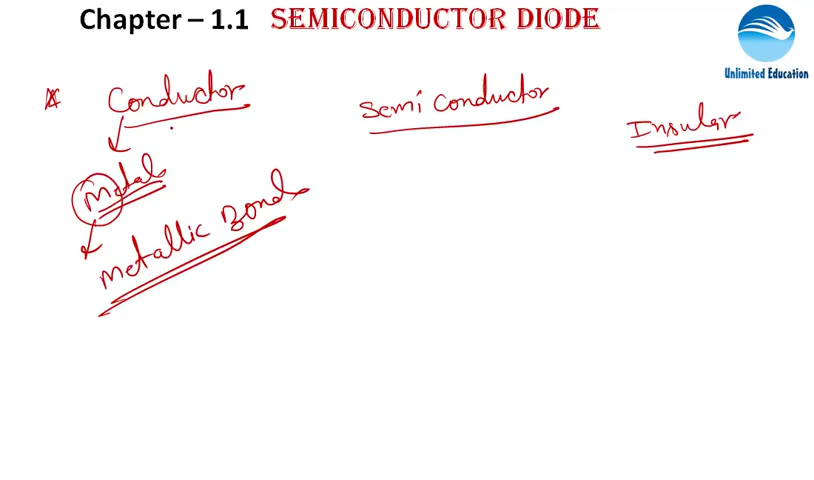 Chapter – 1.1 SEMICONDUCTOR DIODE
Unlimited Education
Conductor
Semi Conductor
Insular
Metal
Metallic Bond